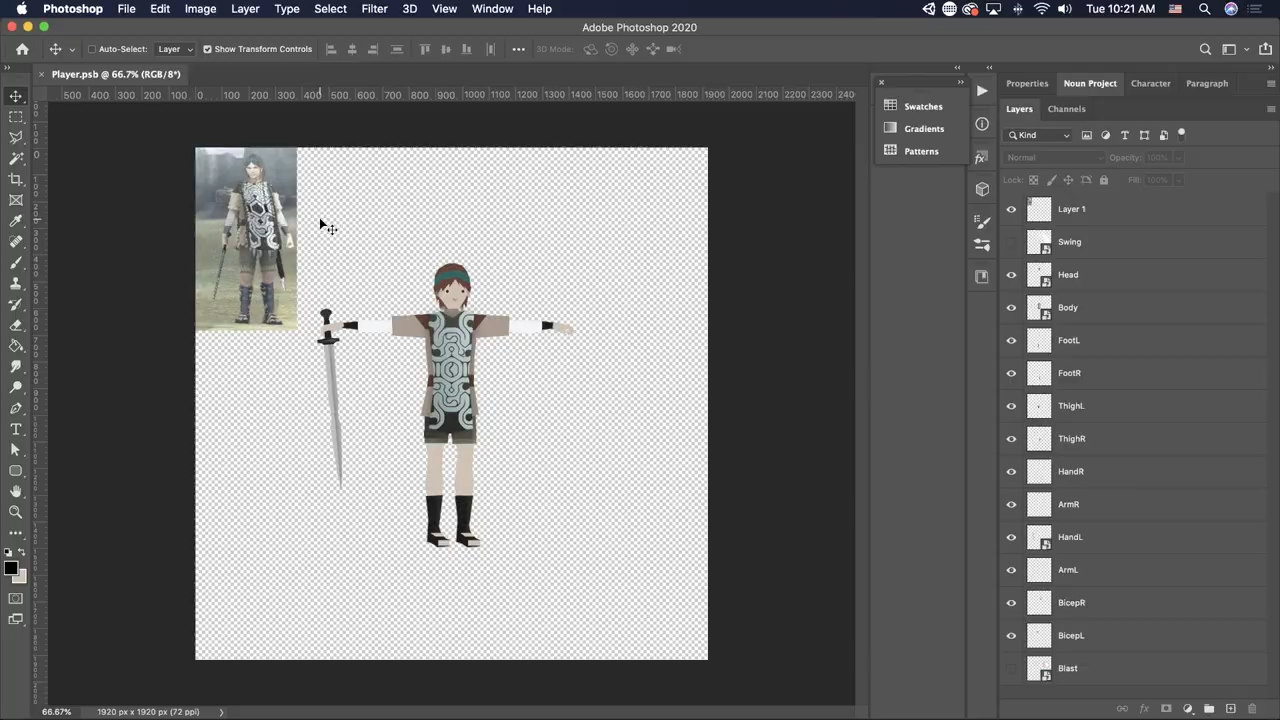 Photoshop File Edit Image Layer Type Select Filter 3D View Window Help Tue 10:21 AM
Adobe Photoshop 2020
Auto-Select: Layer Show Transform Controls 3D Mode:
Player.psb @ 66.7% (RGB/8*)
500 400 300 200 100 0 100 200 300 400 500 600 700 800 900 1000 1100 1200 1300 1400 1500 1600 1700 1800 1900 2000 2100 2200 2300 240
Swatches
Gradients
Patterns
Properties Noun Project Character Paragraph
Layers Channels
Kind
Normal Opacity: 100%
Lock: Fill: 100%
Layer 1
Swing
Head
Body
FootL
FootR
ThighL
ThighR
HandR
ArmR
HandL
ArmL
BicepR
BicepL
Blast
66.67% 1920 px x 1920 px (72 ppi)